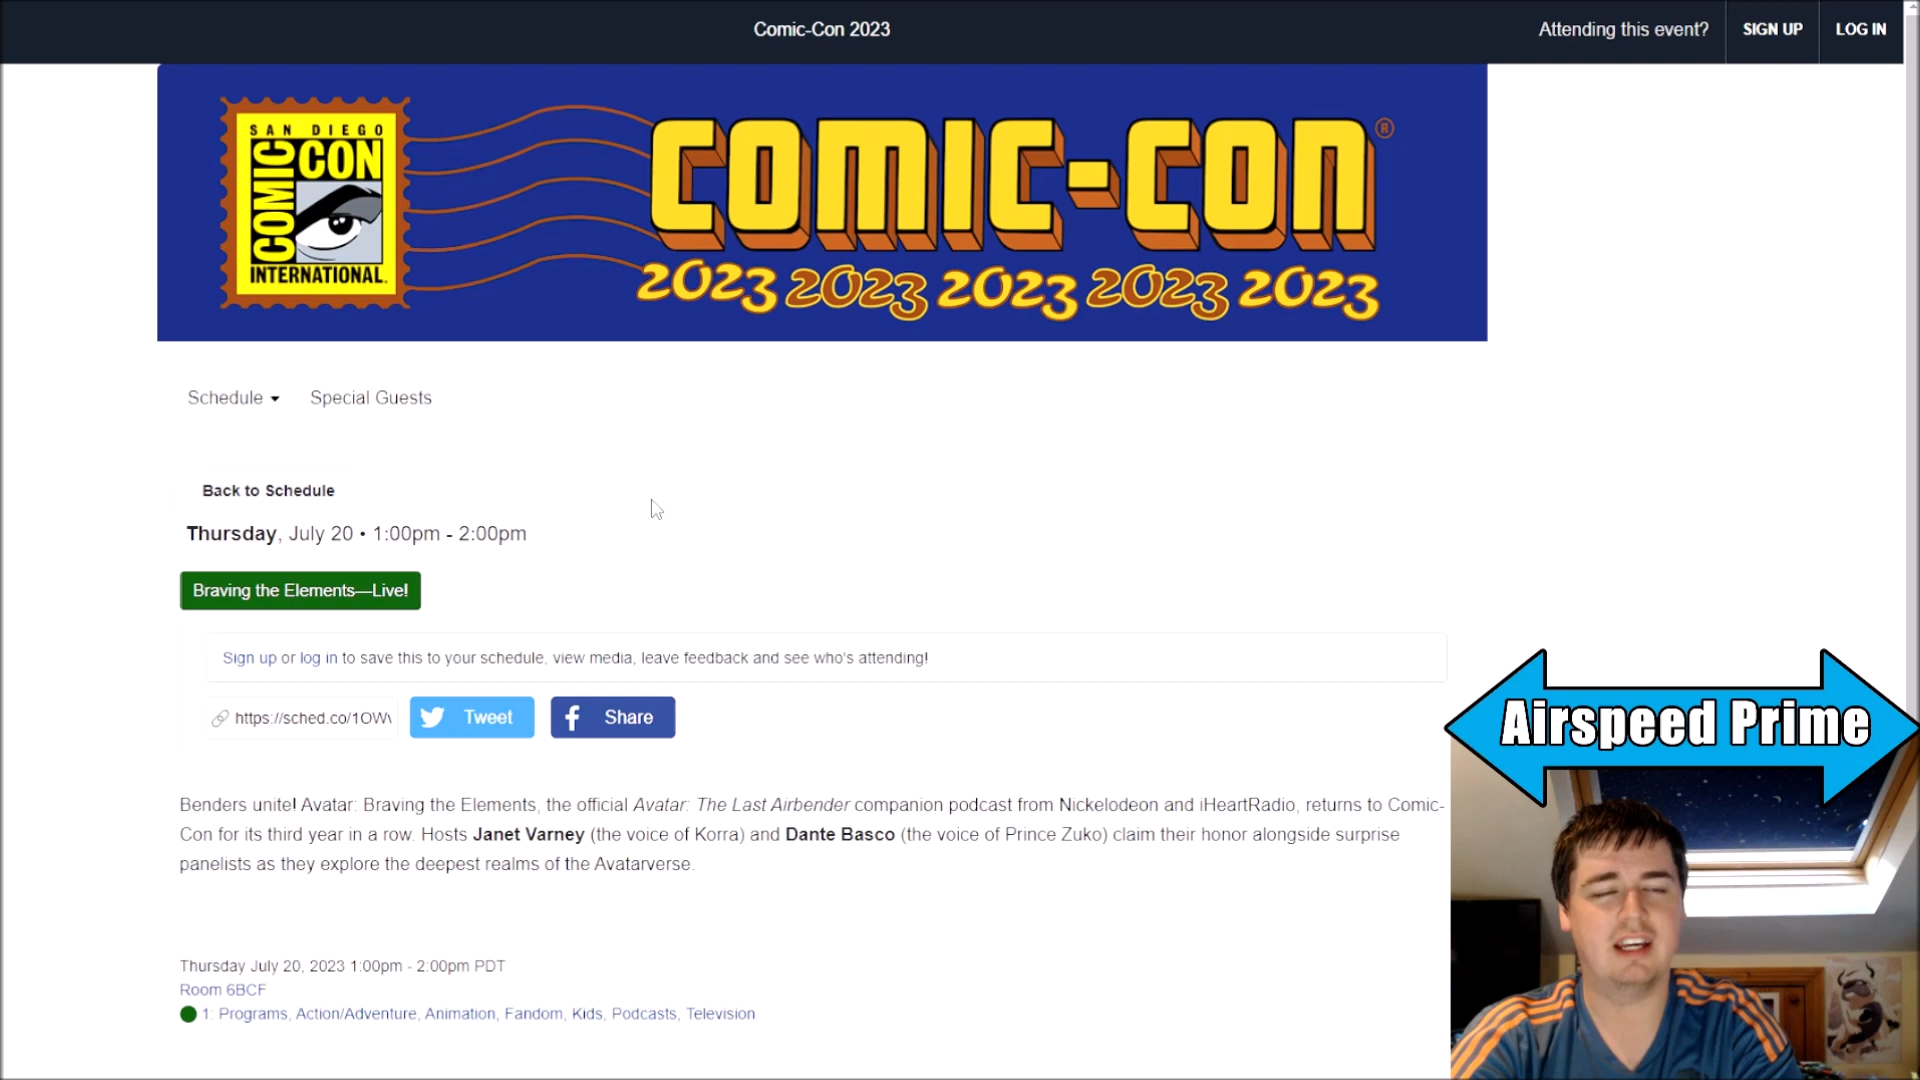 Comic-Con 2023
Attending this event?
SIGN UP
LOG IN
SAN DIEGO
COMIC CON
INTERNATIONAL
COMIC-CON®
2023 2023 2023 2023 2023
Schedule
Special Guests
Back to Schedule
Thursday, July 20 • 1:00pm - 2:00pm
Braving the Elements—Live!
Sign up or log in to save this to your schedule, view media, leave feedback and see who's attending!
https://sched.co/1OW
Tweet
Share
Airspeed Prime
Benders unite! Avatar: Braving the Elements, the official Avatar: The Last Airbender companion podcast from Nickelodeon and iHeartRadio, returns to Comic-
Con for its third year in a row. Hosts Janet Varney (the voice of Korra) and Dante Basco (the voice of Prince Zuko) claim their honor alongside surprise
panelists as they explore the deepest realms of the Avatarverse.
Thursday July 20, 2023 1:00pm - 2:00pm PDT
Room 6BCF
1: Programs, Action/Adventure, Animation, Fandom, Kids, Podcasts, Television